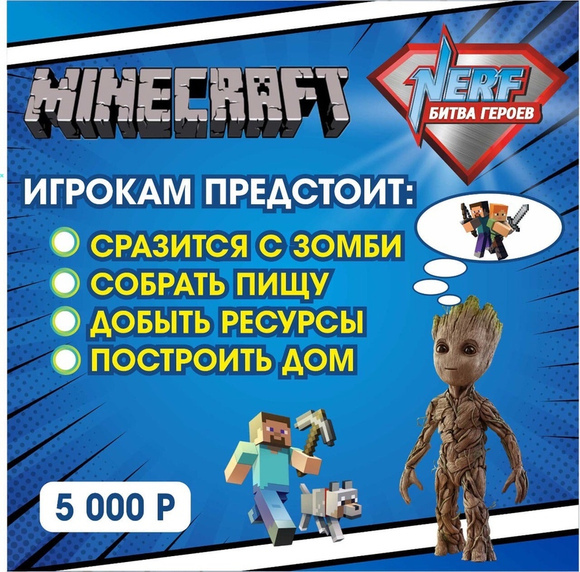 MINECRAFT
NERF
БИТВА ГЕРОЕВ
ИГРОКАМ ПРЕДСТОИТ:
СРАЗИТСЯ С ЗОМБИ
СОБРАТЬ ПИЩУ
ДОБЫТЬ РЕСУРСЫ
ПОСТРОИТЬ ДОМ
5 000 Р